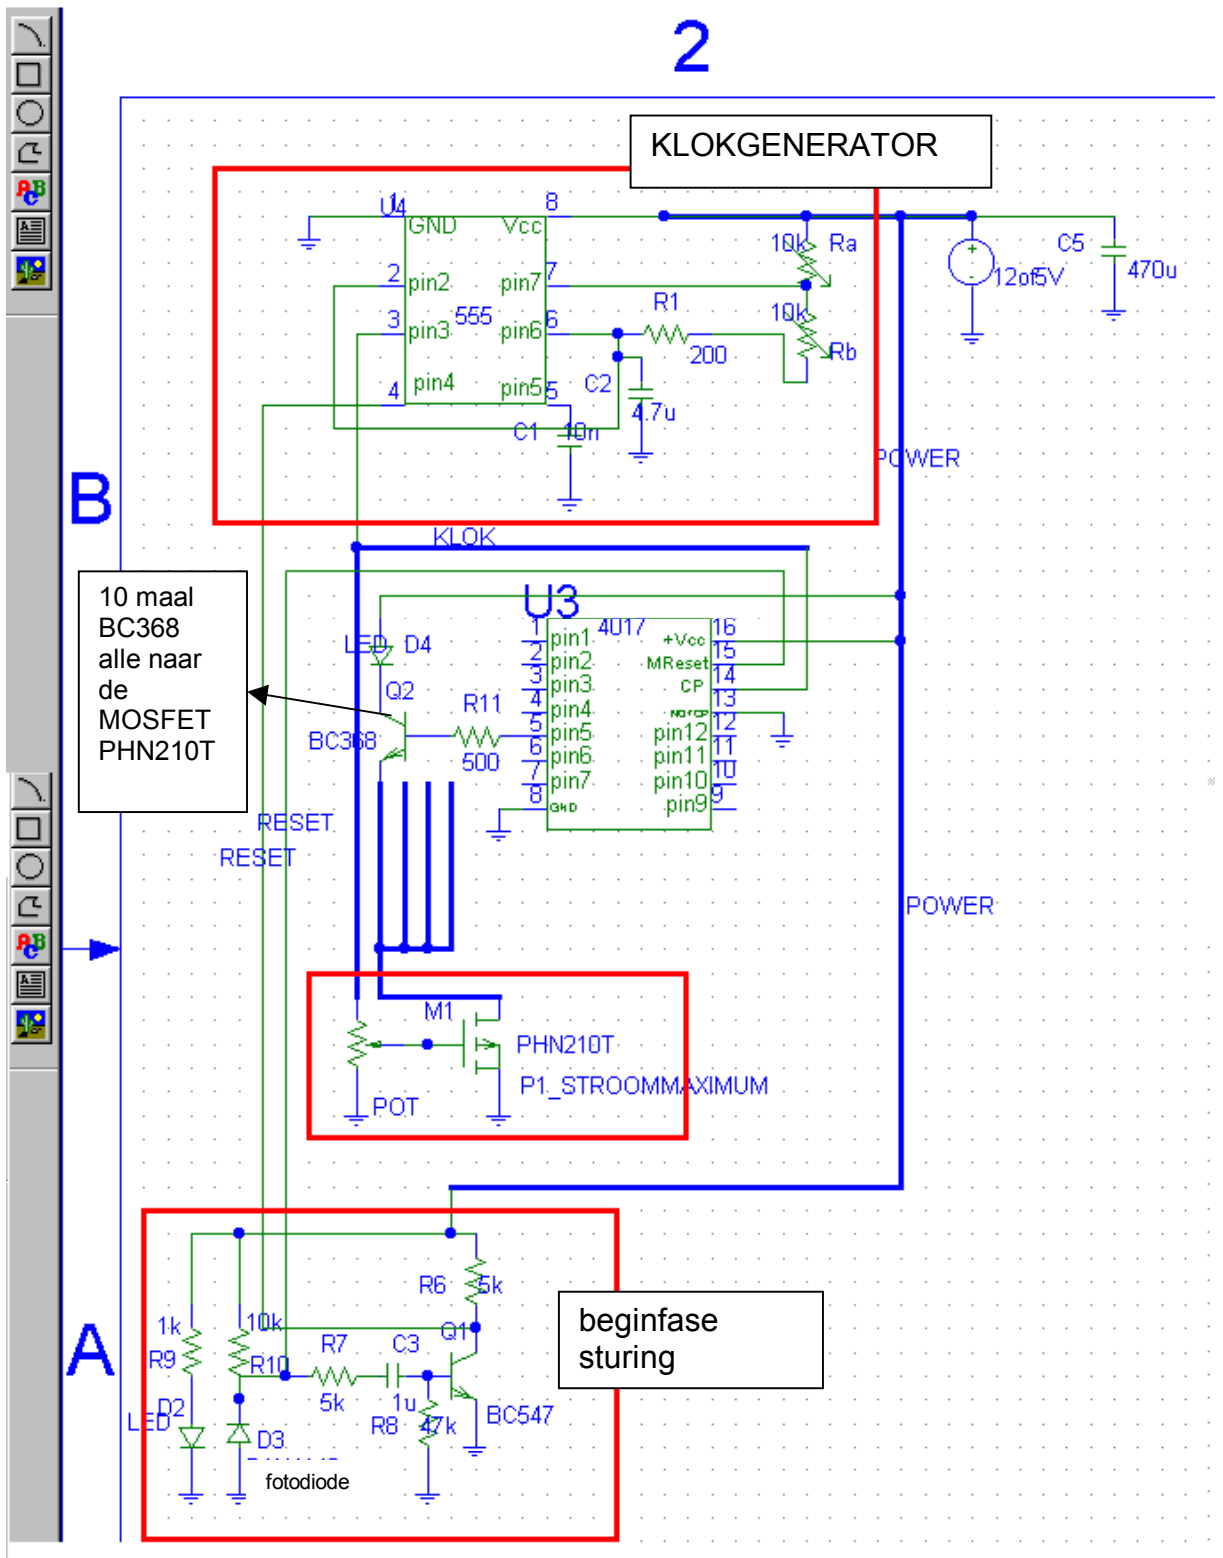 2
KLOKGENERATOR
U4
1
GND
Vcc
8
2
pin2
pin7
7
3
pin3
555
pin6
6
4
pin4
pin5
5
10k
Ra
10k
Rb
R1
200
C2
4.7u
C1
10n
12of5V
C5
470u
POWER
B
KLOK
10 maal
BC368
alle naar
de
MOSFET
PHN210T
U3
4017
1
pin1
+Vcc
16
2
pin2
MReset
15
3
pin3
CP
14
4
pin4
13
5
pin5
pin12
12
6
pin6
pin11
11
7
pin7
pin10
10
8
GND
pin9
9
LED
D4
Q2
R11
500
BC368
RESET
RESET
POWER
M1
PHN210T
P1_STROOMMAXIMUM
POT
A
beginfase
sturing
R6
5k
1k
R9
10k
R10
R7
5k
C3
1u
Q1
BC547
R8
47k
D2
LED
D3
fotodiode
ABC
ABC